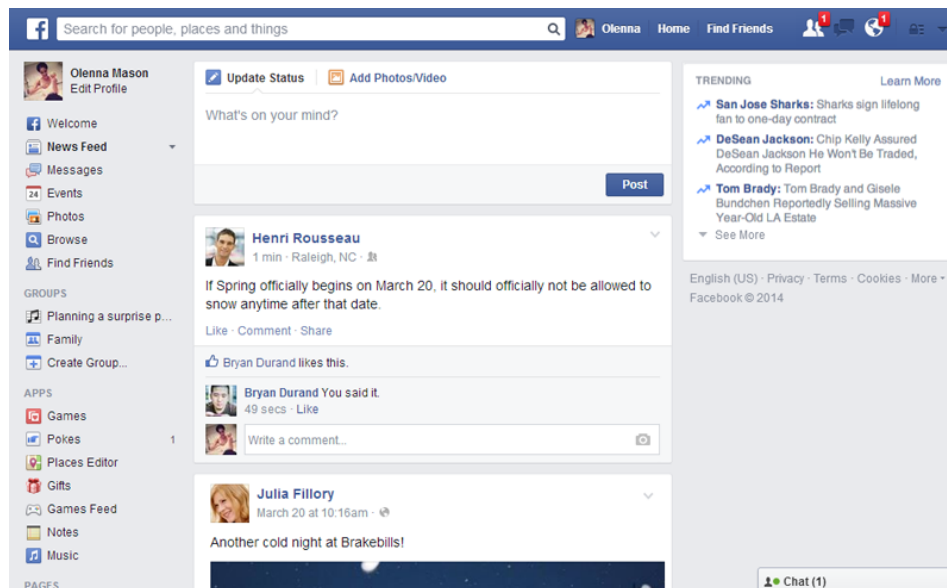 f
Search for people, places and things
Olenna Home Find Friends 1 1
Olenna Mason
Edit Profile
Welcome
News Feed
Messages
24 Events
Photos
Browse
Find Friends
GROUPS
Planning a surprise p...
Family
Create Group...
APPS
Games
Pokes 1
Places Editor
Gifts
Games Feed
Notes
Music
PAGES
Update Status Add Photos/Video
What's on your mind?
Post
Henri Rousseau
1 min · Raleigh, NC ·
If Spring officially begins on March 20, it should officially not be allowed to
snow anytime after that date.
Like · Comment · Share
Bryan Durand likes this.
Bryan Durand You said it.
49 secs · Like
Write a comment...
Julia Fillory
March 20 at 10:16am ·
Another cold night at Brakebills!
TRENDING Learn More
San Jose Sharks: Sharks sign lifelong
fan to one-day contract
DeSean Jackson: Chip Kelly Assured
DeSean Jackson He Won't Be Traded,
According to Report
Tom Brady: Tom Brady and Gisele
Bundchen Reportedly Selling Massive
Year-Old LA Estate
See More
English (US) · Privacy · Terms · Cookies · More
Facebook © 2014
Chat (1)